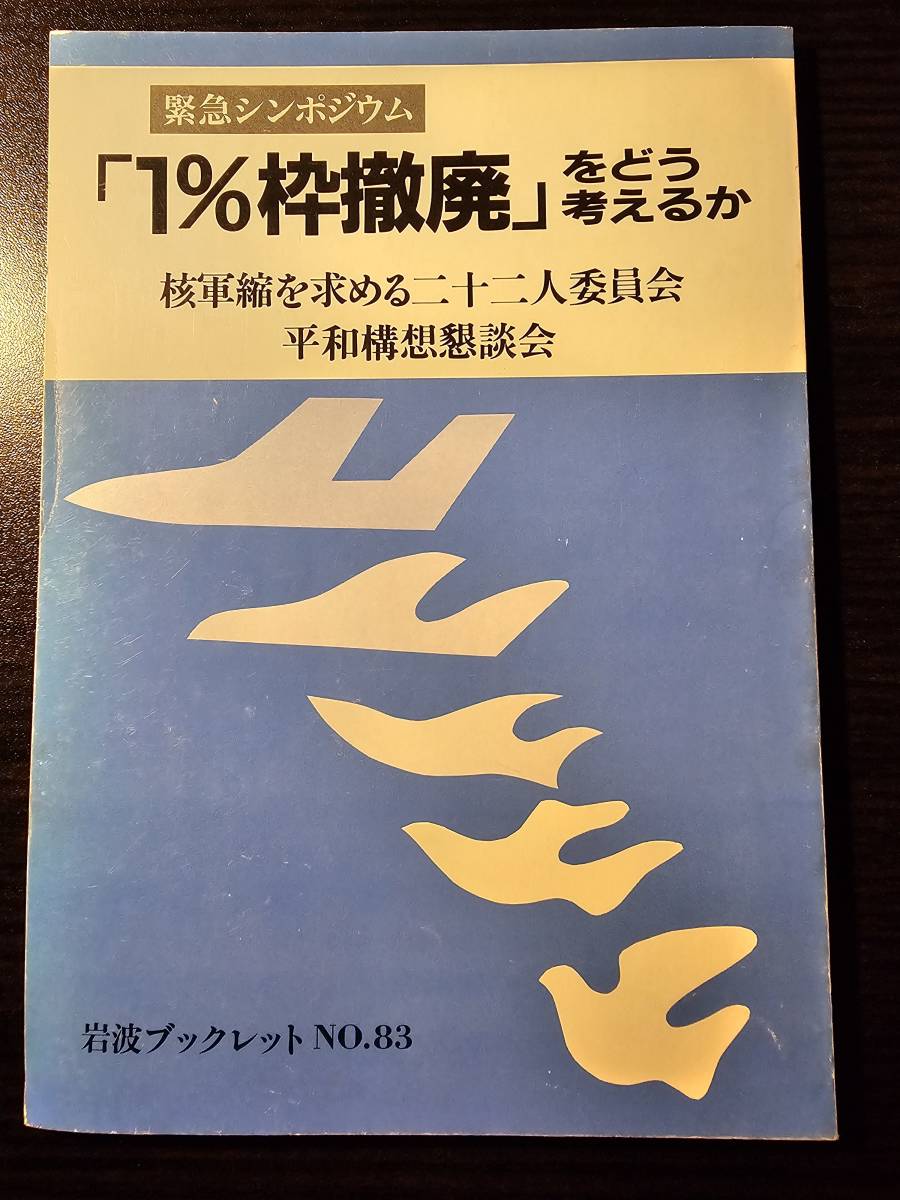 緊急シンポジウム
「1%枠撤廃」をどう
考えるか
核軍縮を求める二十二人委員会
平和構想懇談会
岩波ブックレット NO.83